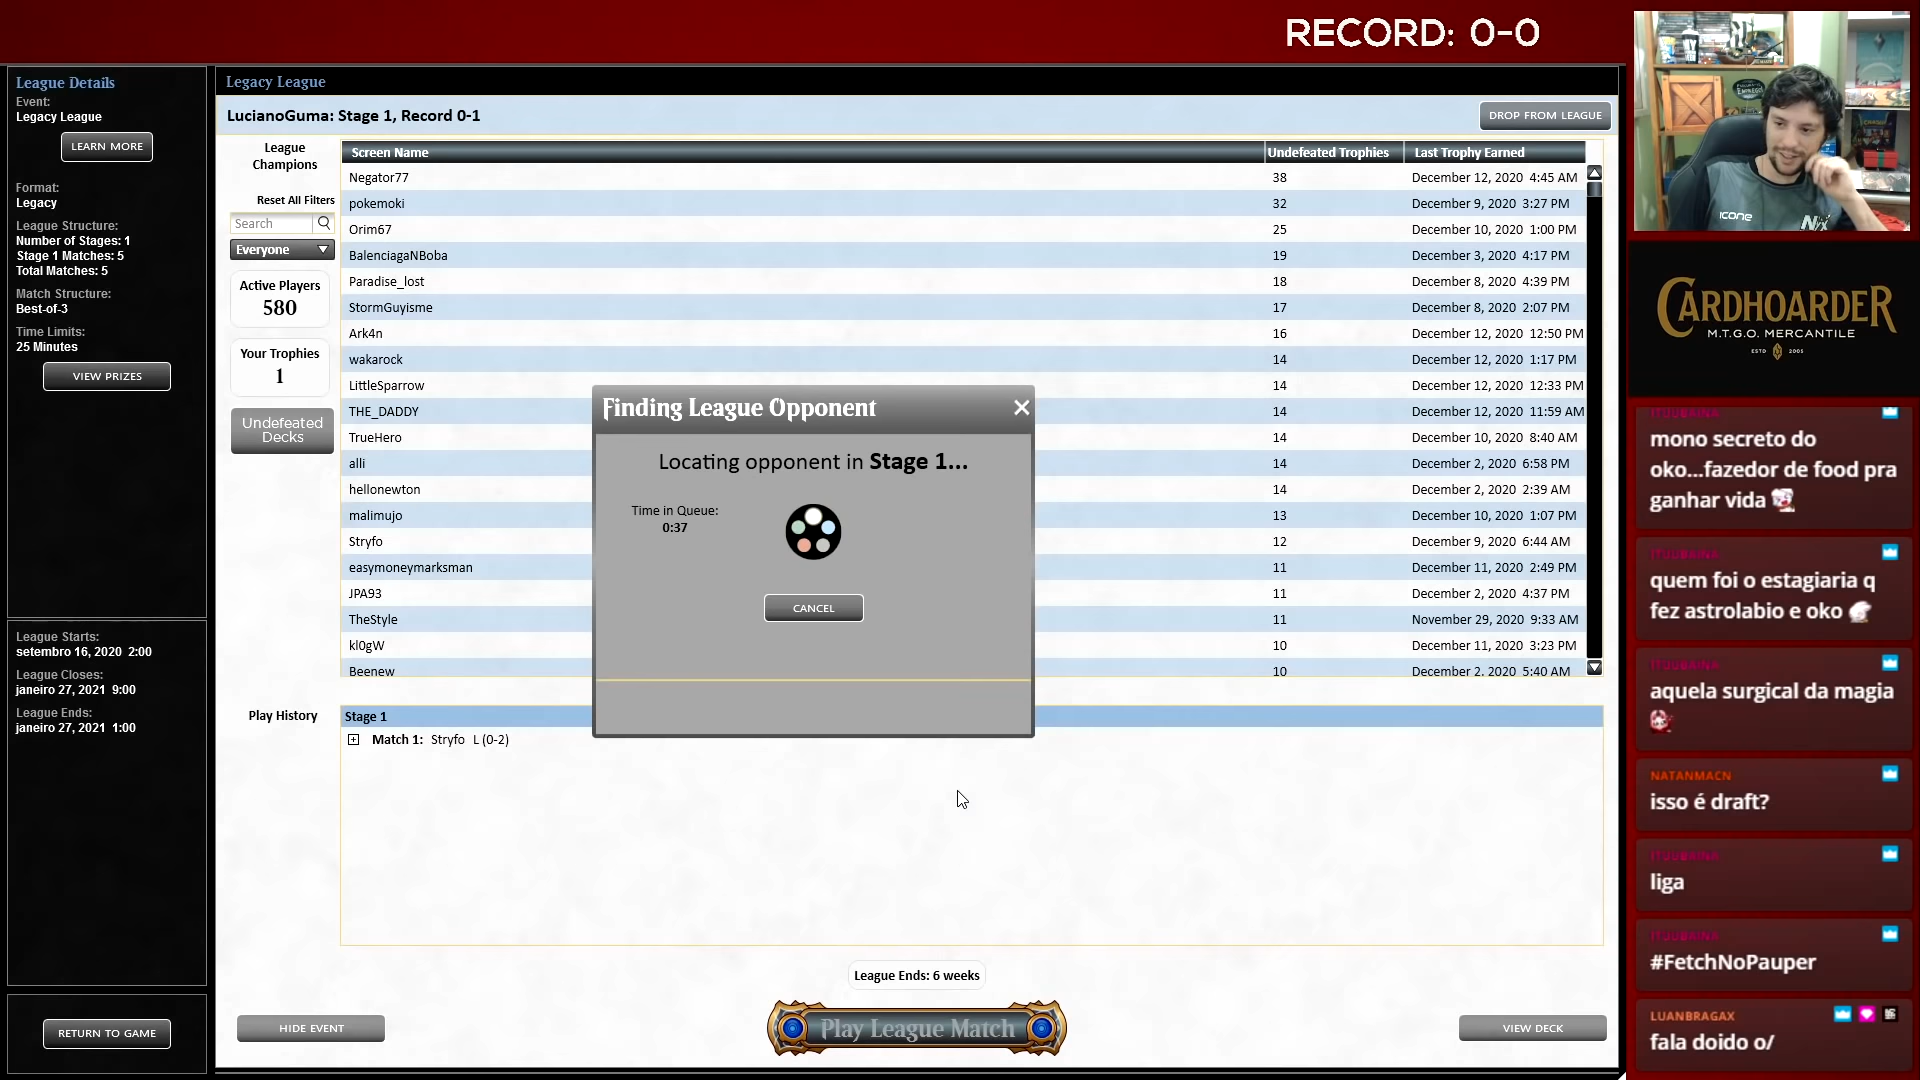 RECORD: 0-0
League Details
Event:
Legacy League
LEARN MORE
Format:
Legacy
League Structure:
Number of Stages: 1
Stage 1 Matches: 5
Total Matches: 5
Match Structure:
Best-of-3
Time Limits:
25 Minutes
VIEW PRIZES
League Starts:
setembro 16, 2020 2:00
League Closes:
janeiro 27, 2021 9:00
League Ends:
janeiro 27, 2021 1:00
RETURN TO GAME
Legacy League
LucianoGuma: Stage 1, Record 0-1
DROP FROM LEAGUE
League
Champions
Reset All Filters
Search
Everyone
Active Players
580
Your Trophies
1
Undefeated
Decks
Screen Name Undefeated Trophies Last Trophy Earned
Negator77 38 December 12, 2020 4:45 AM
pokemoki 32 December 9, 2020 3:27 PM
Orim67 25 December 10, 2020 1:00 PM
BalenciagaNBoba 19 December 3, 2020 4:17 PM
Paradise_lost 18 December 8, 2020 4:39 PM
StormGuyisme 17 December 8, 2020 2:07 PM
Ark4n 16 December 12, 2020 12:50 PM
wakarock 14 December 12, 2020 1:17 PM
LittleSparrow 14 December 12, 2020 12:33 PM
THE_DADDY 14 December 12, 2020 11:59 AM
TrueHero 14 December 10, 2020 8:40 AM
alli 14 December 2, 2020 6:58 PM
hellonewton 14 December 2, 2020 2:39 AM
malimujo 13 December 10, 2020 1:07 PM
Stryfo 12 December 9, 2020 6:44 AM
easymoneymarksman 11 December 11, 2020 2:49 PM
JPA93 11 December 2, 2020 4:37 PM
TheStyle 11 November 29, 2020 9:33 AM
kl0gW 10 December 11, 2020 3:23 PM
Beenew 10 December 2, 2020 5:40 AM
Finding League Opponent
Locating opponent in Stage 1...
Time in Queue:
0:37
CANCEL
Play History
Stage 1
Match 1: Stryfo L (0-2)
League Ends: 6 weeks
HIDE EVENT
Play League Match
VIEW DECK
ICONE
Nyx
CARDHOARDER
M.T.G.O. MERCANTILE
ESTD 2005
ITUUBAINA
mono secreto do
oko...fazedor de food pra
ganhar vida
ITUUBAINA
quem foi o estagiaria q
fez astrolabio e oko
ITUUBAINA
aquela surgical da magia
NATANMACN
isso é draft?
ITUUBAINA
liga
ITUUBAINA
#FetchNoPauper
LUANBRAGAX
fala doido o/